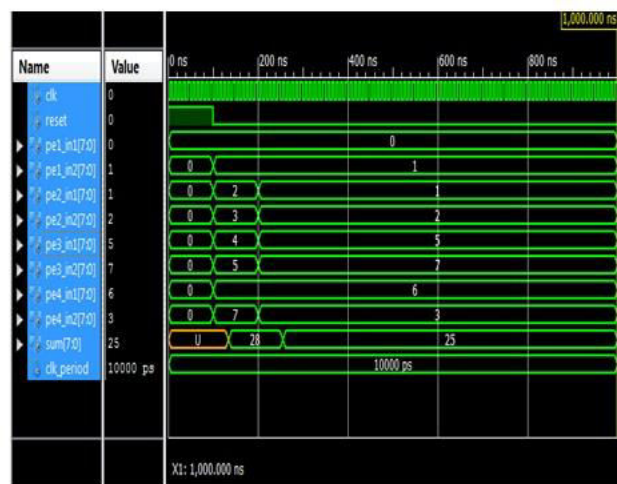 1,000.000 ns
Name Value 0 ns 200 ns 400 ns 600 ns 800 ns
clk 0
reset 0
pe1_in1[7:0] 0 0
pe1_in2[7:0] 1 0 1
pe2_in1[7:0] 1 0 2 1
pe2_in2[7:0] 2 0 3 2
pe3_in1[7:0] 5 0 4 5
pe3_in2[7:0] 7 0 5 7
pe4_in1[7:0] 6 0 6
pe4_in2[7:0] 3 0 7 3
sum[7:0] 25 U 28 25
clk_period 10000 ps 10000 ps
X1: 1,000.000 ns